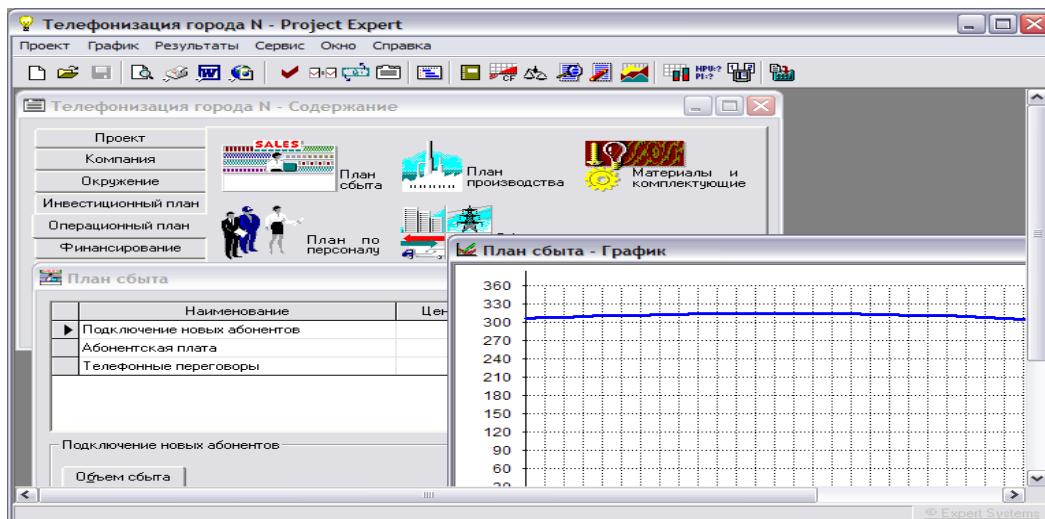 Телефонизация города N - Project Expert
Проект График Результаты Сервис Окно Справка
CF NPU:? PI:?
Телефонизация города N - Содержание
Проект
Компания
Окружение
Инвестиционный план
Операционный план
Финансирование
SALES
План
сбыта
План
производства
Материалы и
комплектующие
План по
персоналу
План сбыта
Наименование Цен
Подключение новых абонентов
Абонентская плата
Телефонные переговоры
Подключение новых абонентов
Объем сбыта
План сбыта - График
360
330
300
270
240
210
180
150
120
90
60
© Expert Systems